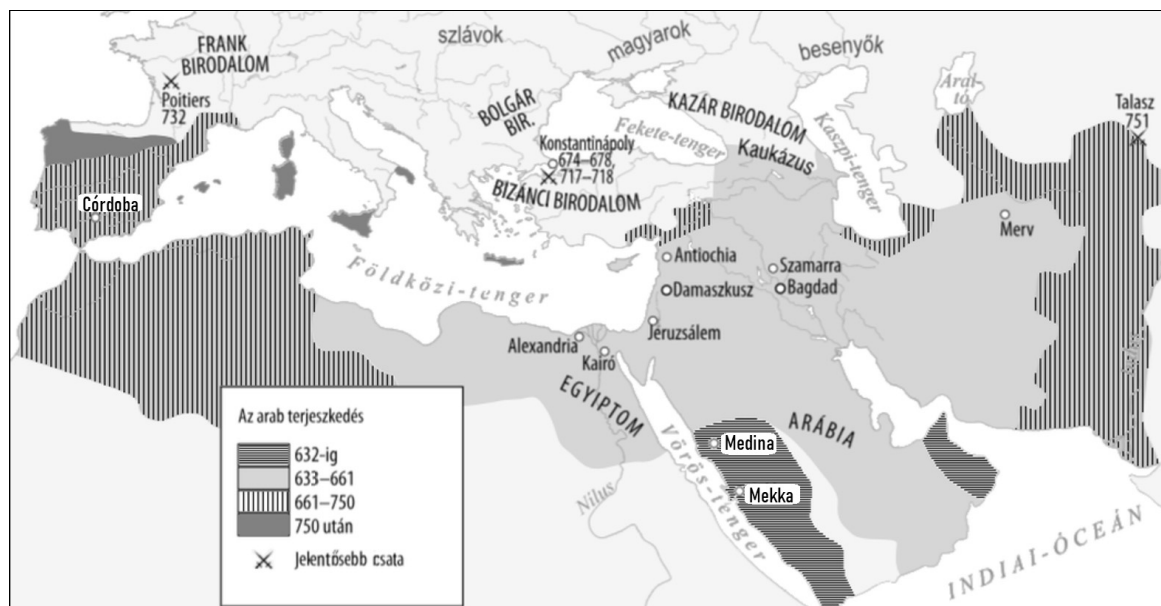 FRANK
BIRODALOM
Poitiers
732
szlávok
magyarok
besenyők
BOLGÁR
BIR.
KAZÁR BIRODALOM
Fekete-tenger
Kaukázus
Kaszpi-tenger
Aral-
tó
Talasz
751
Konstantinápoly
674–678,
717–718
BIZÁNCI BIRODALOM
Córdoba
Merv
Antiochia
Szamarra
Damaszkusz
Bagdad
Földközi-tenger
Jeruzsálem
Alexandria
Kairó
EGYIPTOM
ARÁBIA
Medina
Mekka
Vörös-tenger
Nílus
INDIAI-ÓCEÁN
Az arab terjeszkedés
632-ig
633–661
661–750
750 után
Jelentősebb csata